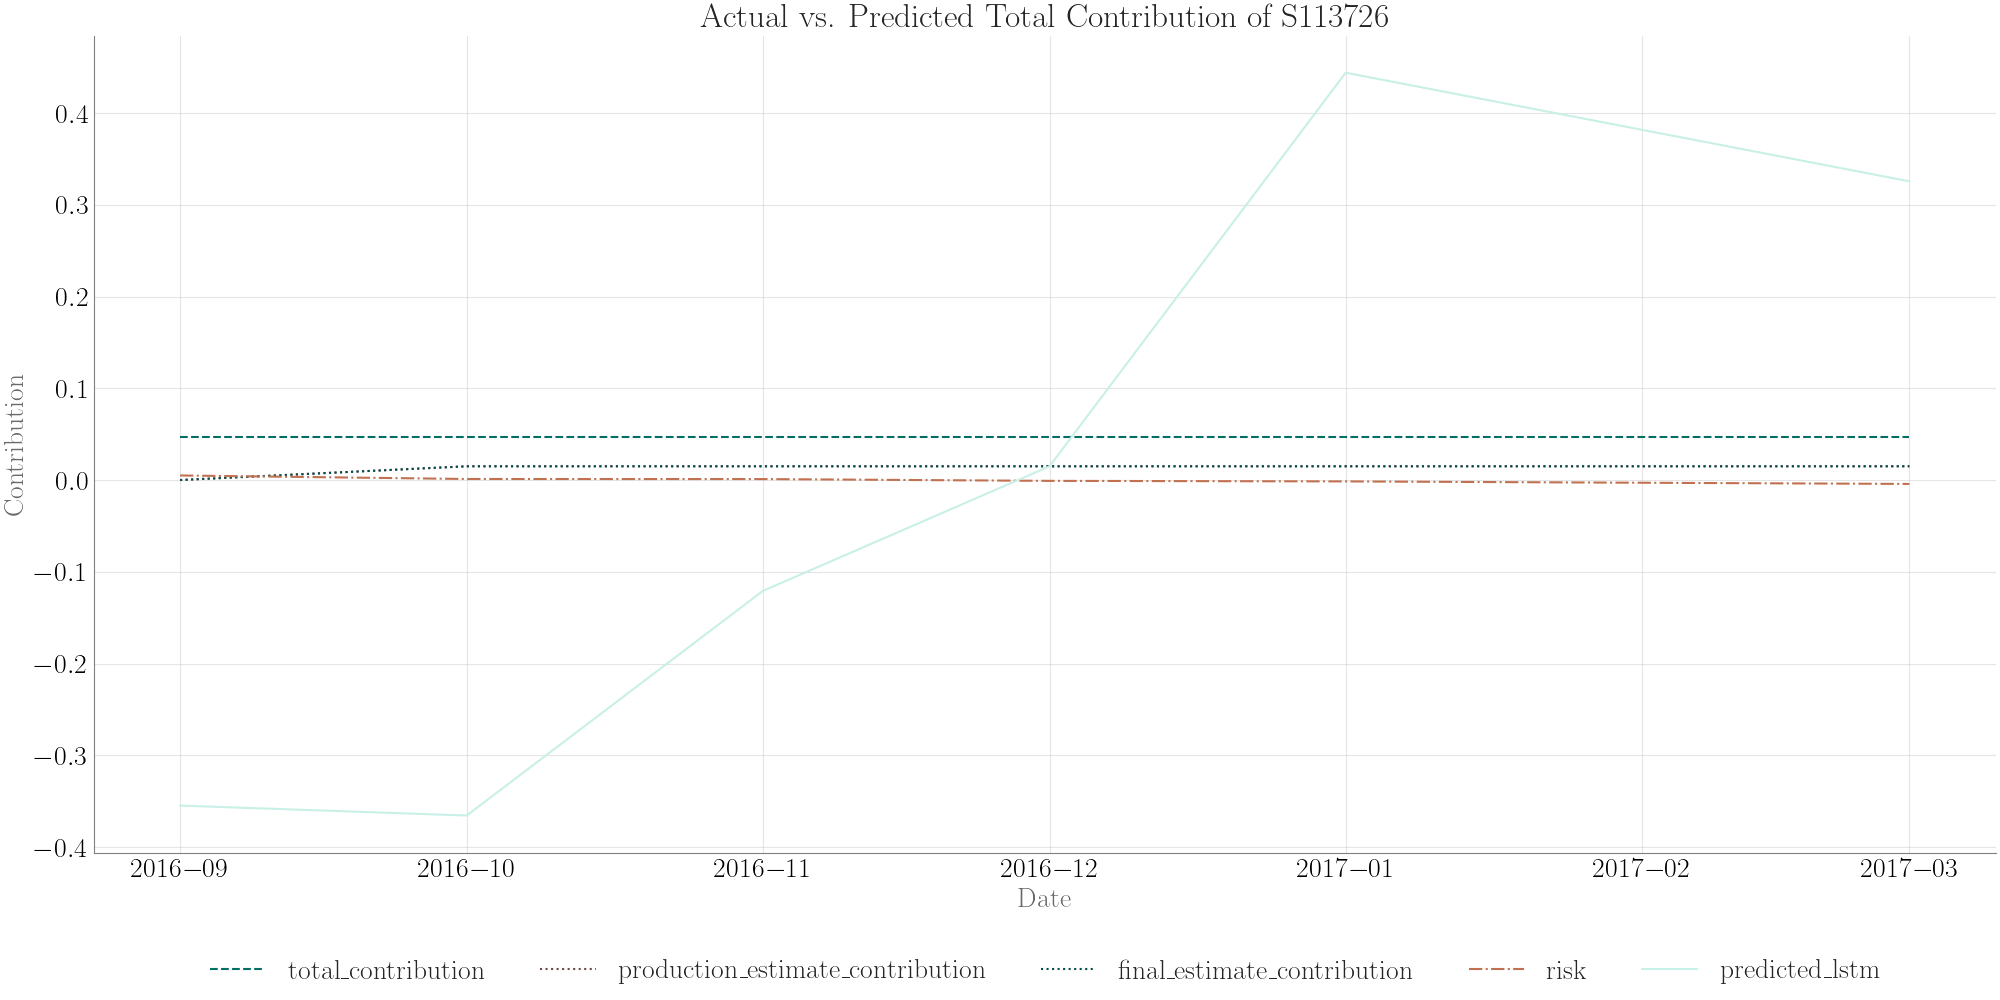 Actual vs. Predicted Total Contribution of S113726
Contribution
0.4
0.3
0.2
0.1
0.0
−0.1
−0.2
−0.3
−0.4
2016−09 2016−10 2016−11 2016−12 2017−01 2017−02 2017−03
Date
total_contribution production_estimate_contribution final_estimate_contribution risk predicted_lstm